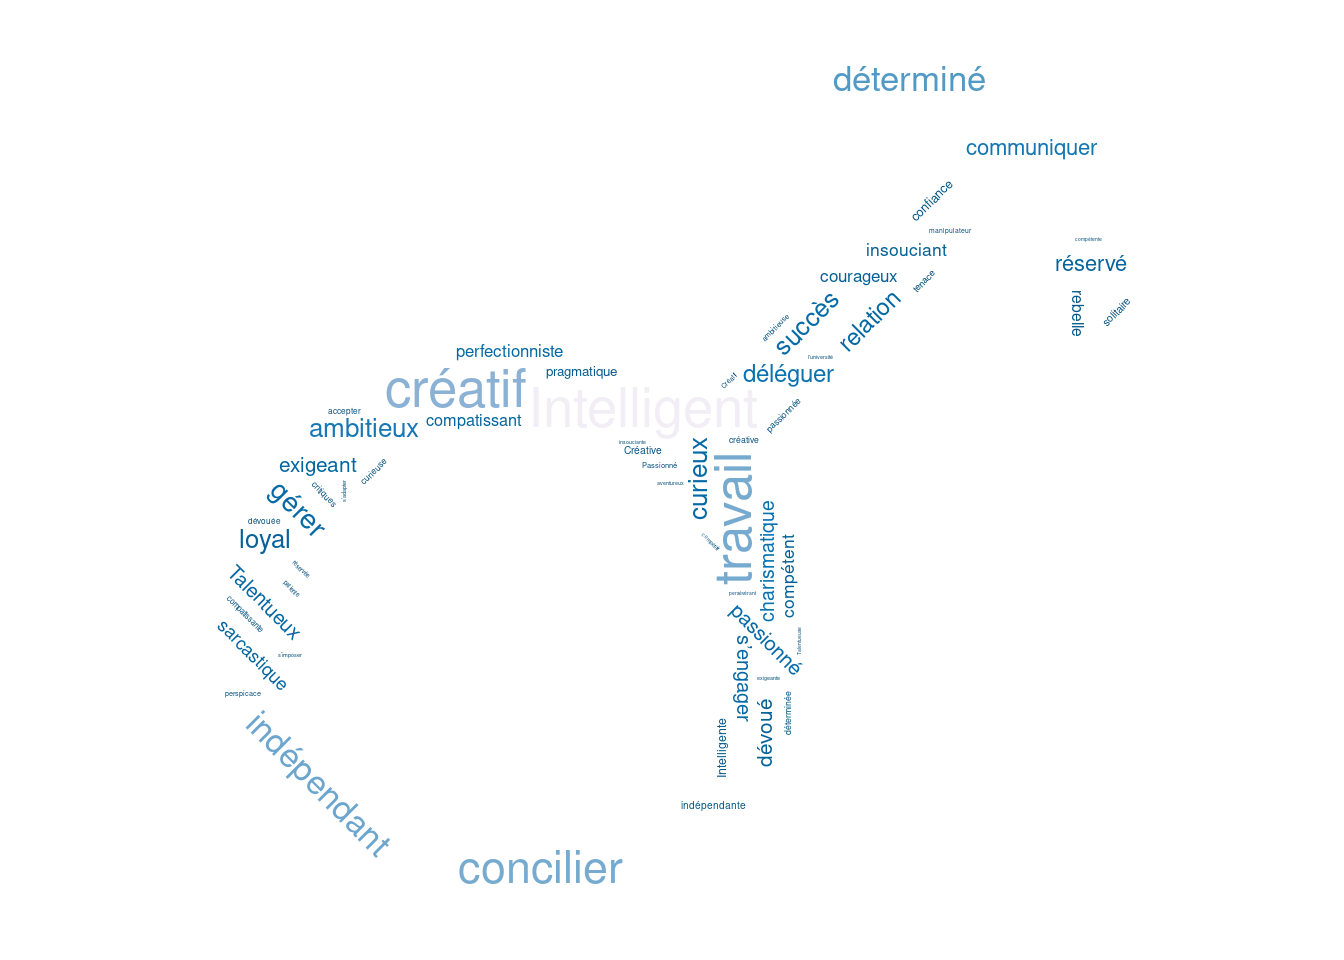 déterminé
communiquer
confiance
manipulateur
compétente
insouciant
réservé
courageux
tenace
rebelle
solitaire
ambitieuse
succès
relation
perfectionniste
l'université
pragmatique
Créatif
déléguer
créatif
Intelligent
accepter
compatissant
passionnée
ambitieux
insouciante
créative
Créative
exigeant
curieuse
Passionné
curieux
travail
critiques
s'adapter
aventureux
gérer
dévouée
charismatique
loyal
compétent
réservée
patiente
Talentueux
persévérant
compatissante
passionné
sarcastique
Talentueuse
s'imposer
s'engager
exigeante
perspicace
déterminée
dévoué
indépendant
Intelligente
indépendante
concilier